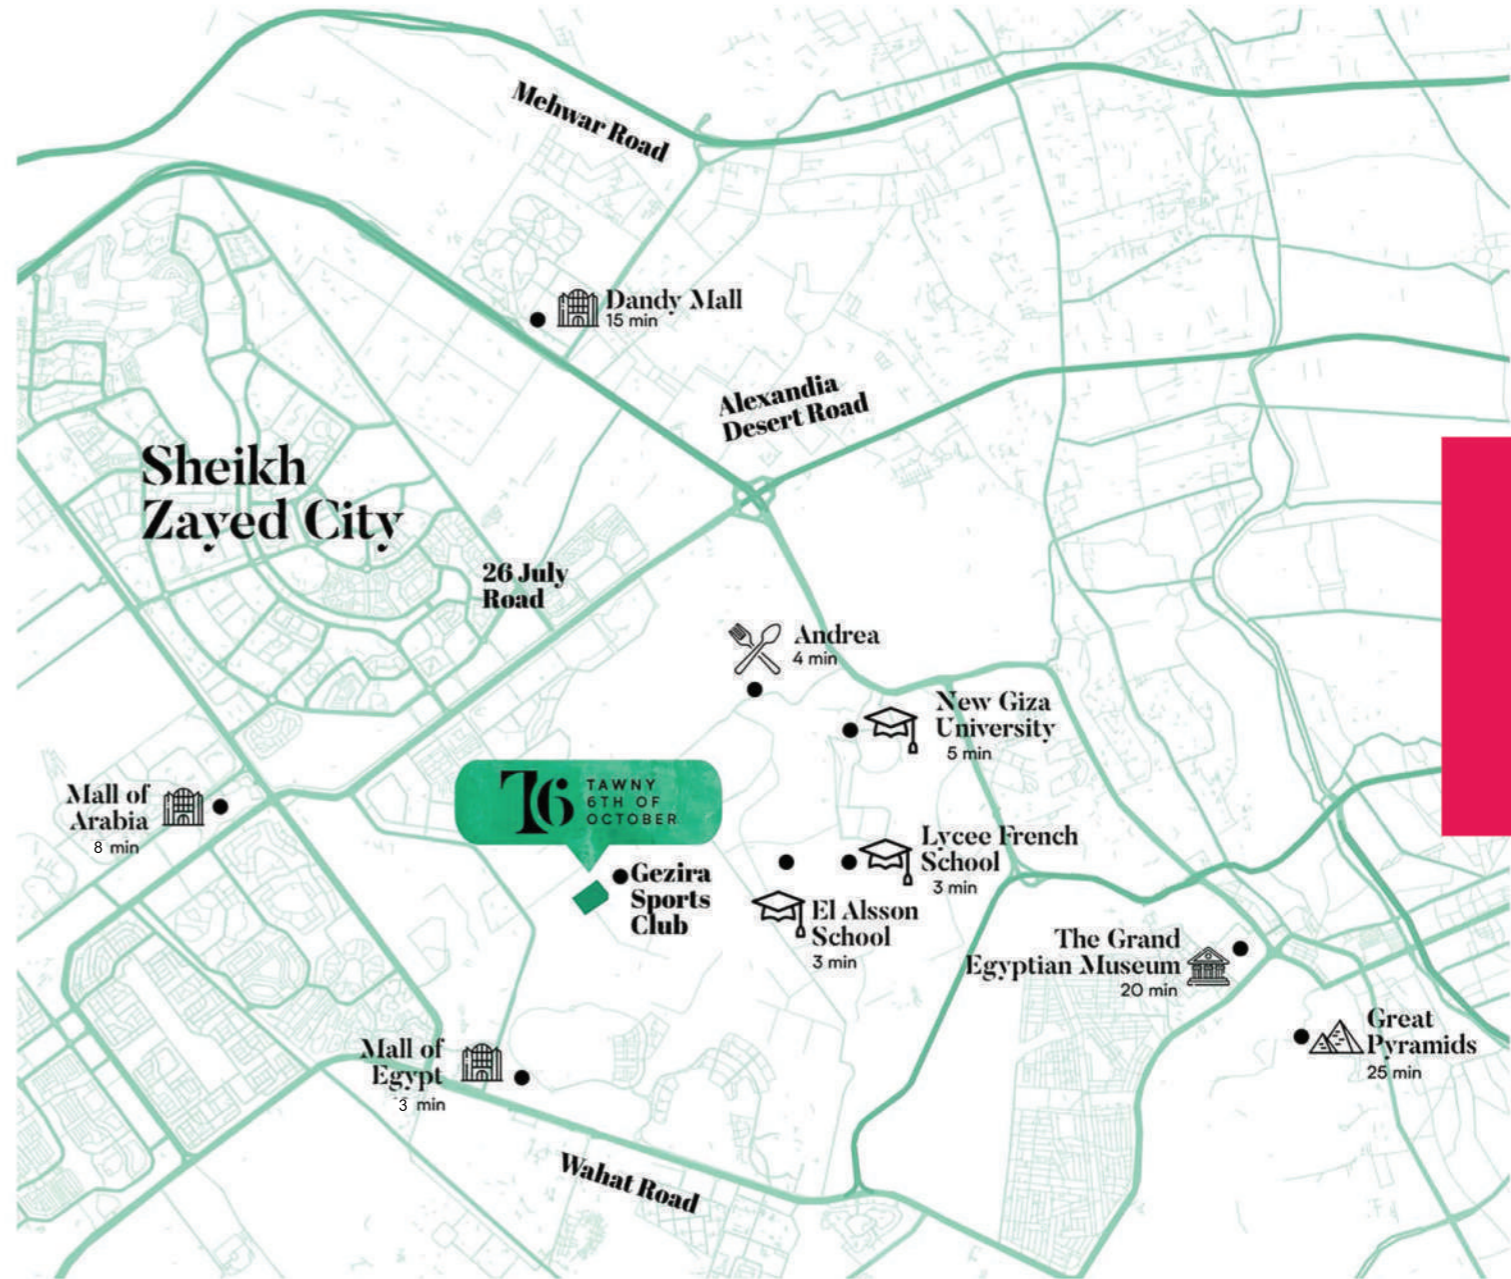 Mehwar Road
Dandy Mall
15 min
Alexandia
Desert Road
Sheikh
Zayed City
26 July
Road
Andrea
4 min
New Giza
University
5 min
Mall of
Arabia
8 min
T6
TAWNY
6TH OF
OCTOBER
Gezira
Sports
Club
Lycee French
School
3 min
El Alsson
School
3 min
The Grand
Egyptian Museum
20 min
Great
Pyramids
25 min
Mall of
Egypt
3 min
Wahat Road